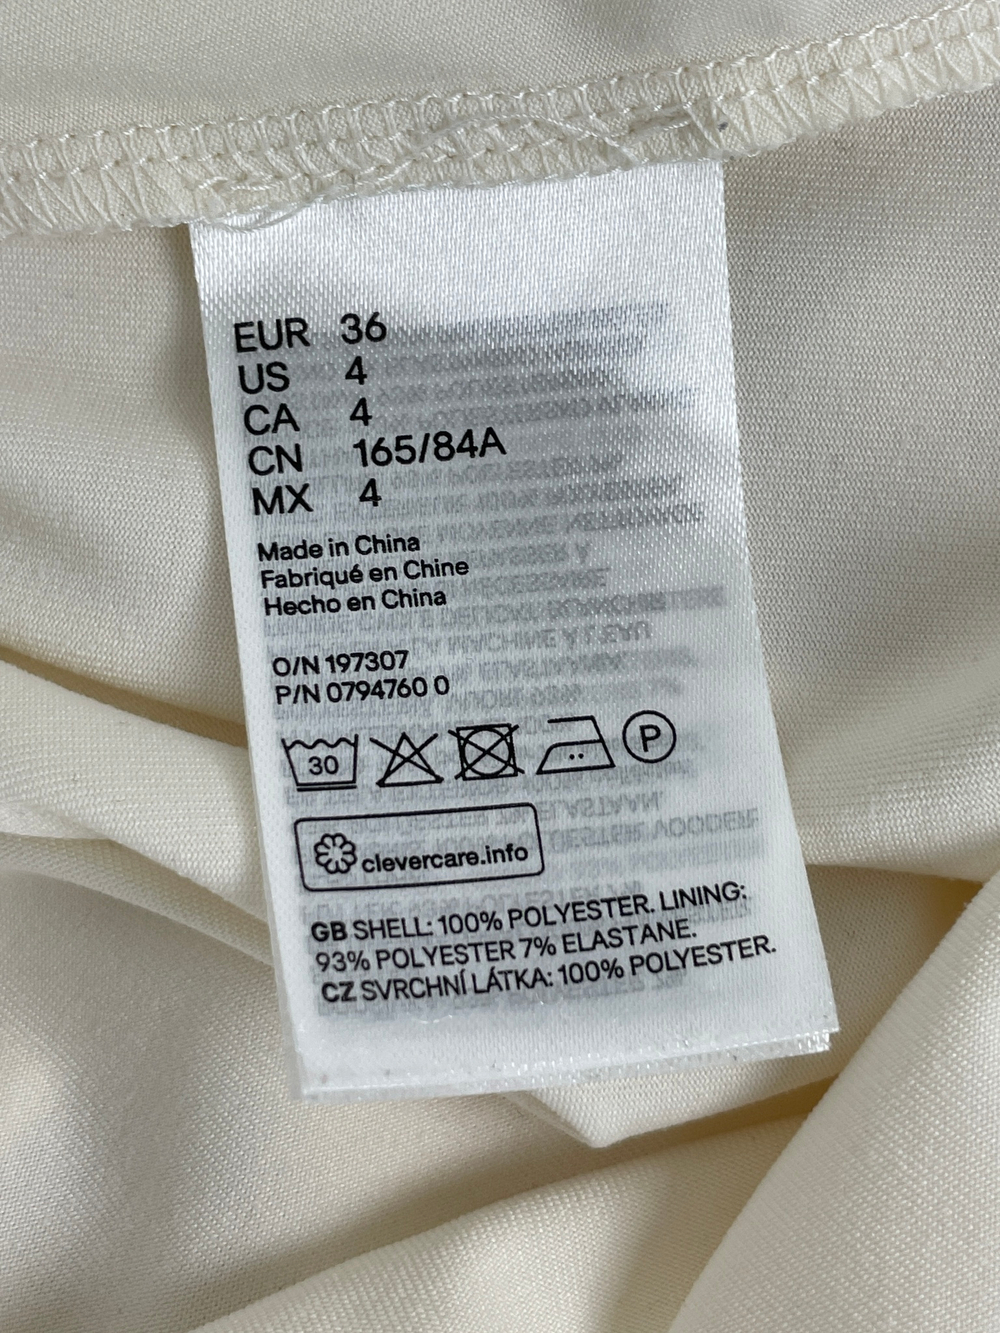 EUR 36
US 4
CA 4
CN 165/84A
MX 4
Made in China
Fabriqué en Chine
Hecho en China
O/N 197307
P/N 0794760 0
30 P
clevercare.info
GB SHELL: 100% POLYESTER. LINING:
93% POLYESTER 7% ELASTANE.
CZ SVRCHNÍ LÁTKA: 100% POLYESTER.